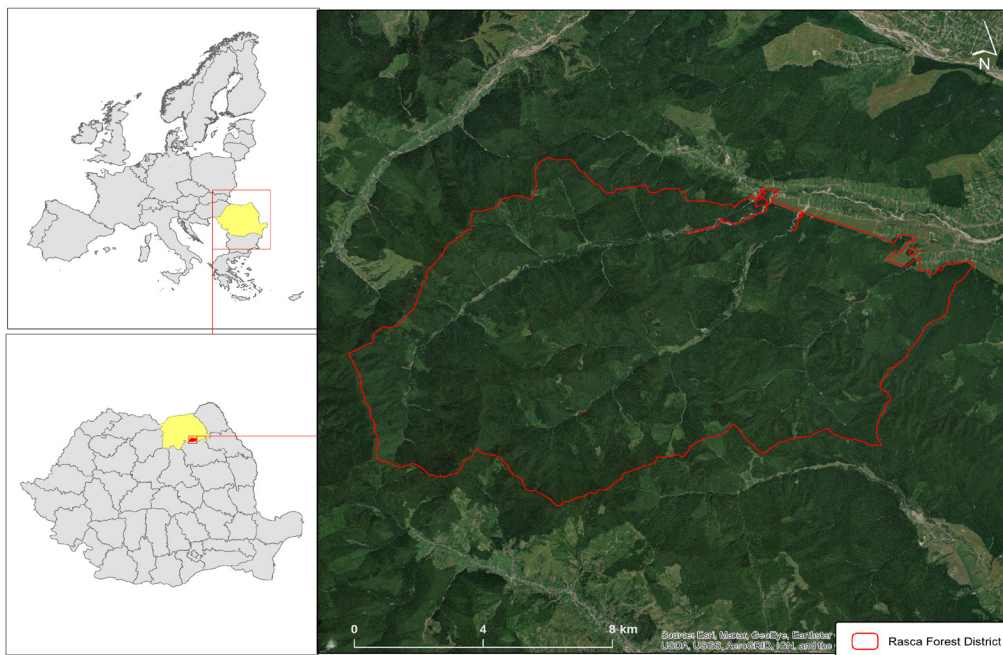 N
0 4 8 km
Source: Esri, Maxar, GeoEye, Earthstar
USDA, USGS, AeroGRID, IGN, and the
Rasca Forest District